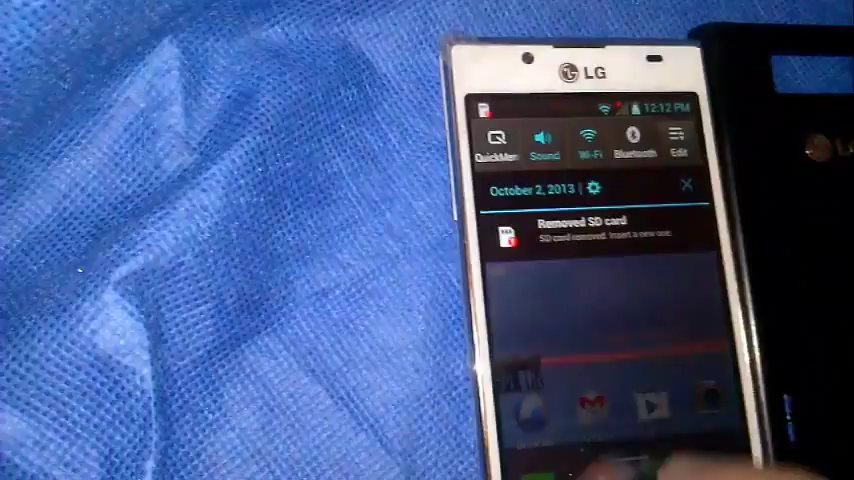 LG
12:12 PM
QuickMem Sound Wi-Fi Bluetooth Edit
October 2, 2013
Removed SD card
SD card removed. Insert a new one.